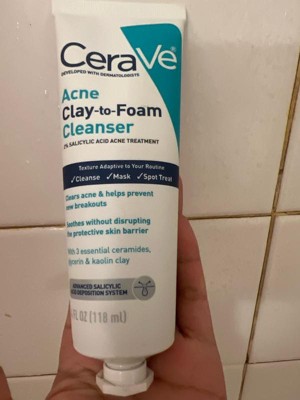 CeraVe
DEVELOPED WITH DERMATOLOGISTS
Acne
Clay-to-Foam
Cleanser
2% SALICYLIC ACID ACNE TREATMENT
Texture Adaptive to Your Routine
✓Cleanse ✓Mask ✓Spot Treat
Clears acne & helps prevent
new breakouts
Soothes without disrupting
the protective skin barrier
With 3 essential ceramides,
glycerin & kaolin clay
ADVANCED SALICYLIC
ACID DEPOSITION SYSTEM
FL OZ (118 ml)